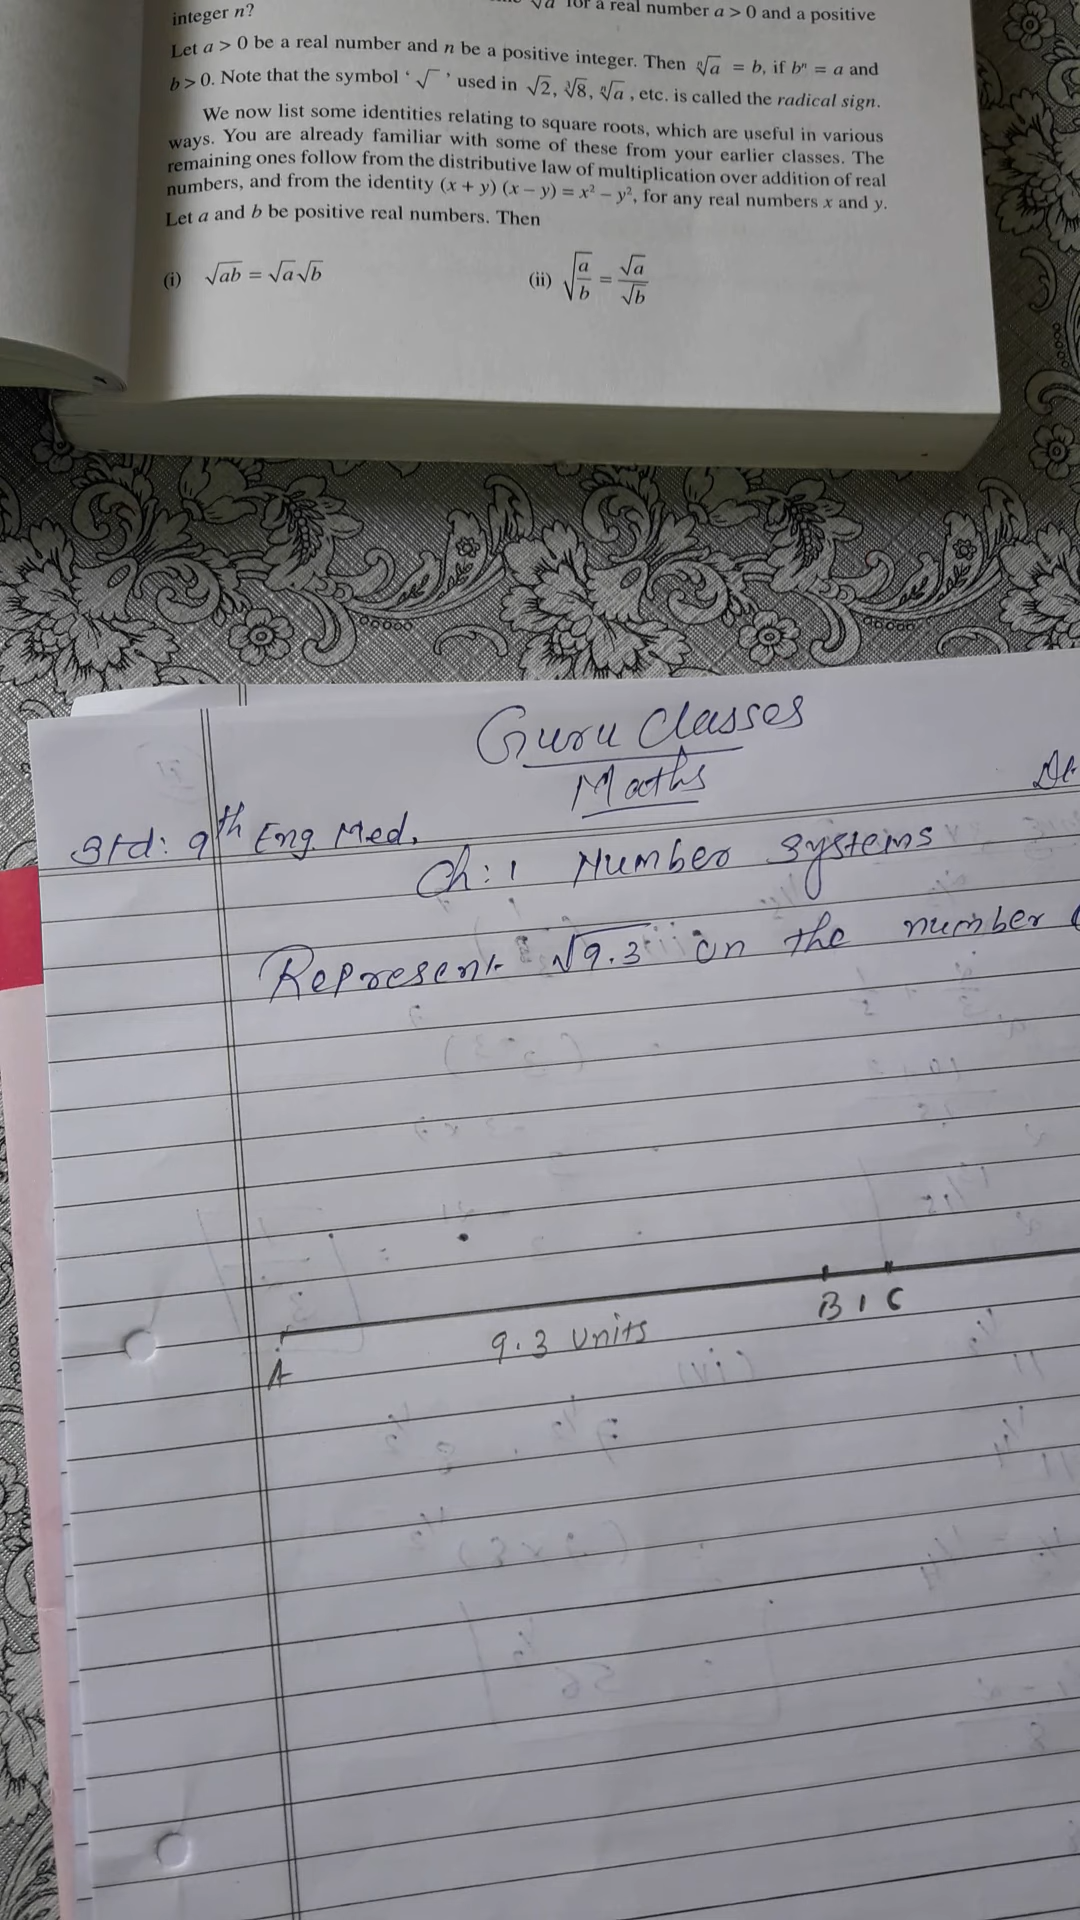 for a real number a > 0 and a positive
integer n?
Let a > 0 be a real number and n be a positive integer. Then ⁿ√a = b, if bⁿ = a and
b > 0. Note that the symbol ‘√ ’ used in √2, ³√8, ⁿ√a, etc. is called the radical sign.
We now list some identities relating to square roots, which are useful in various
ways. You are already familiar with some of these from your earlier classes. The
remaining ones follow from the distributive law of multiplication over addition of real
numbers, and from the identity (x + y) (x – y) = x² – y², for any real numbers x and y.
Let a and b be positive real numbers. Then
(i) √ab = √a√b (ii) √(a/b) = √a/√b
Guru Classes
Maths
Std: 9th Eng Med.
Ch:1 Number Systems
Represent √9.3 on the number
B 1 C
9.3 units
A